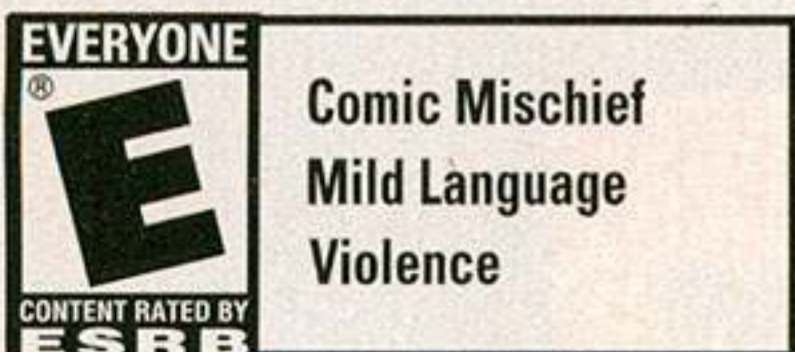 EVERYONE
®
E
CONTENT RATED BY
ESRB
Comic Mischief
Mild Language
Violence